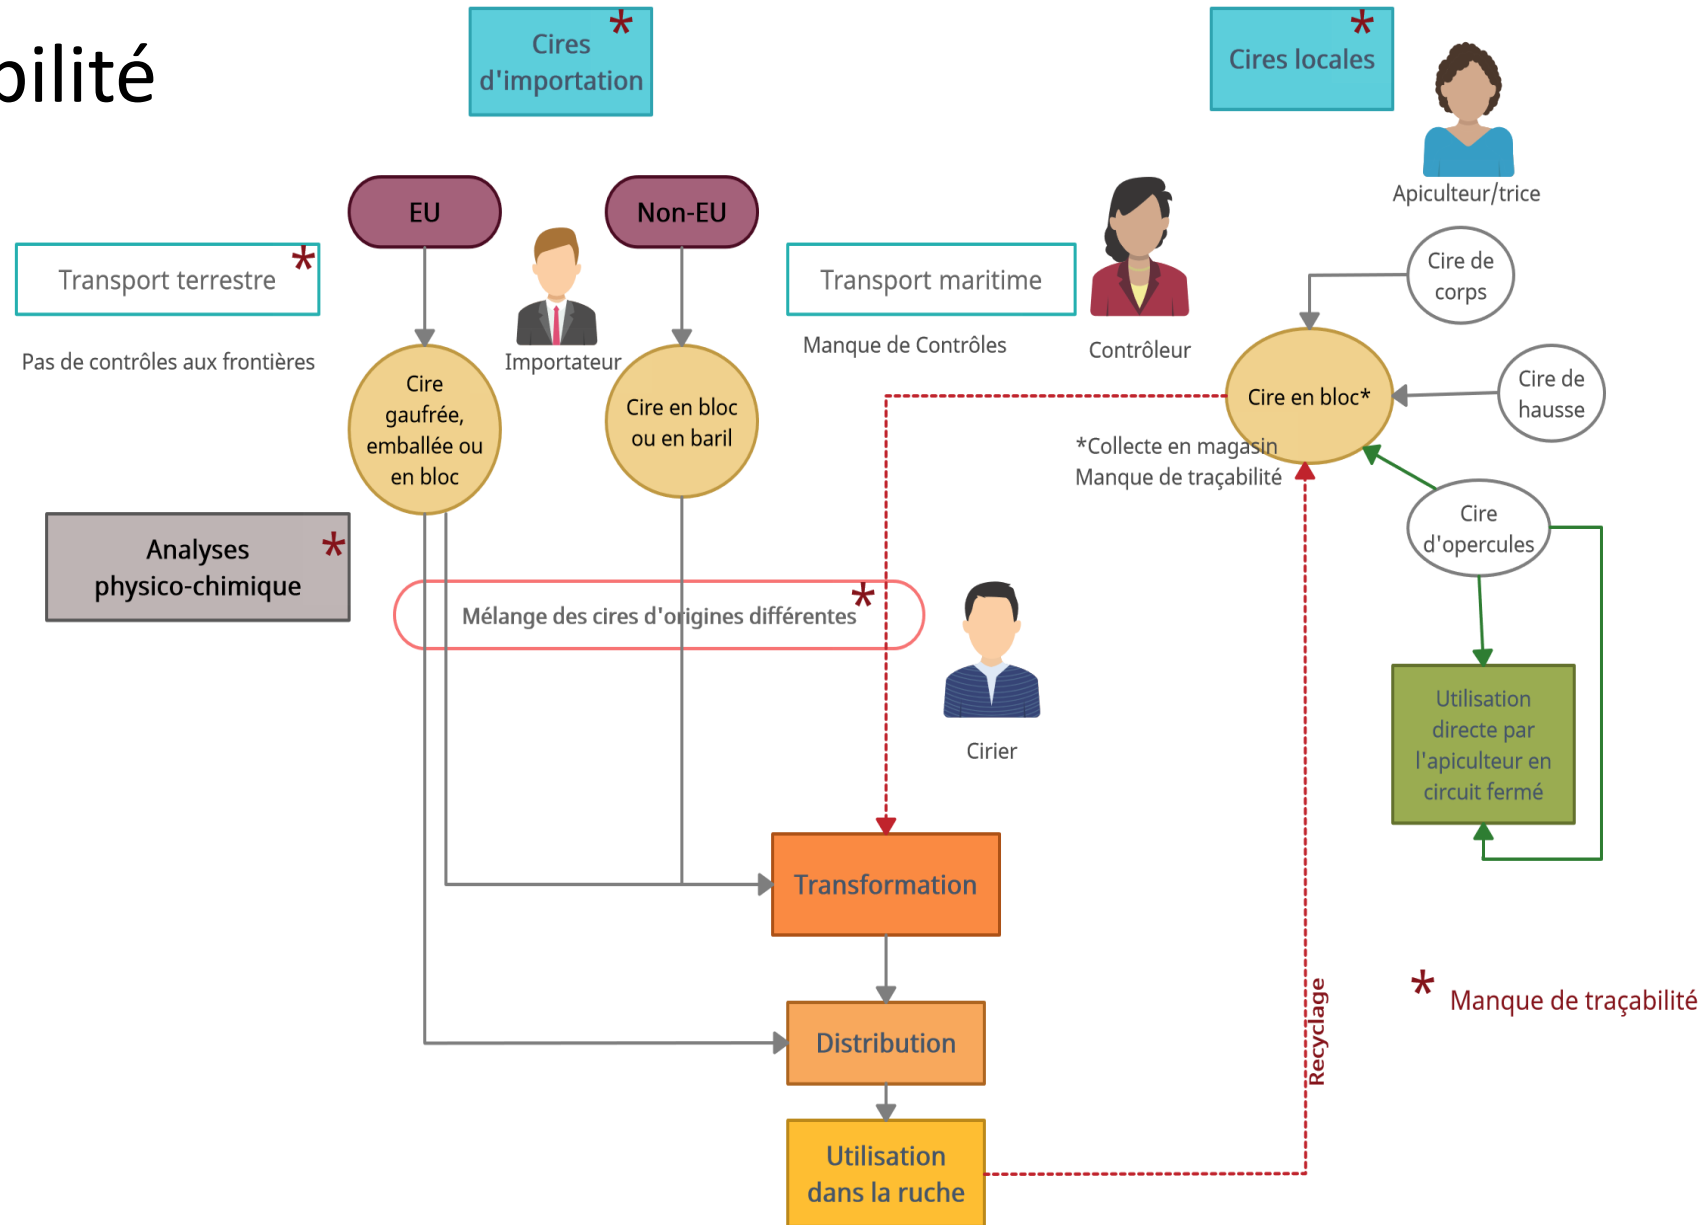 bilité
Cires *
d'importation
Cires locales *
Apiculteur/trice
EU
Non-EU
Transport terrestre *
Pas de contrôles aux frontières
Importateur
Transport maritime
Manque de Contrôles
Contrôleur
Cire de
corps
Cire de
hausse
Cire
gaufrée,
emballée ou
en bloc
Cire en bloc
ou en baril
Cire en bloc*
*Collecte en magasin
Manque de traçabilité
Cire
d'opercules
Analyses *
physico-chimique
Mélange des cires d'origines différentes *
Cirier
Utilisation
directe par
l'apiculteur en
circuit fermé
Transformation
Distribution
Utilisation
dans la ruche
Recyclage
* Manque de traçabilité